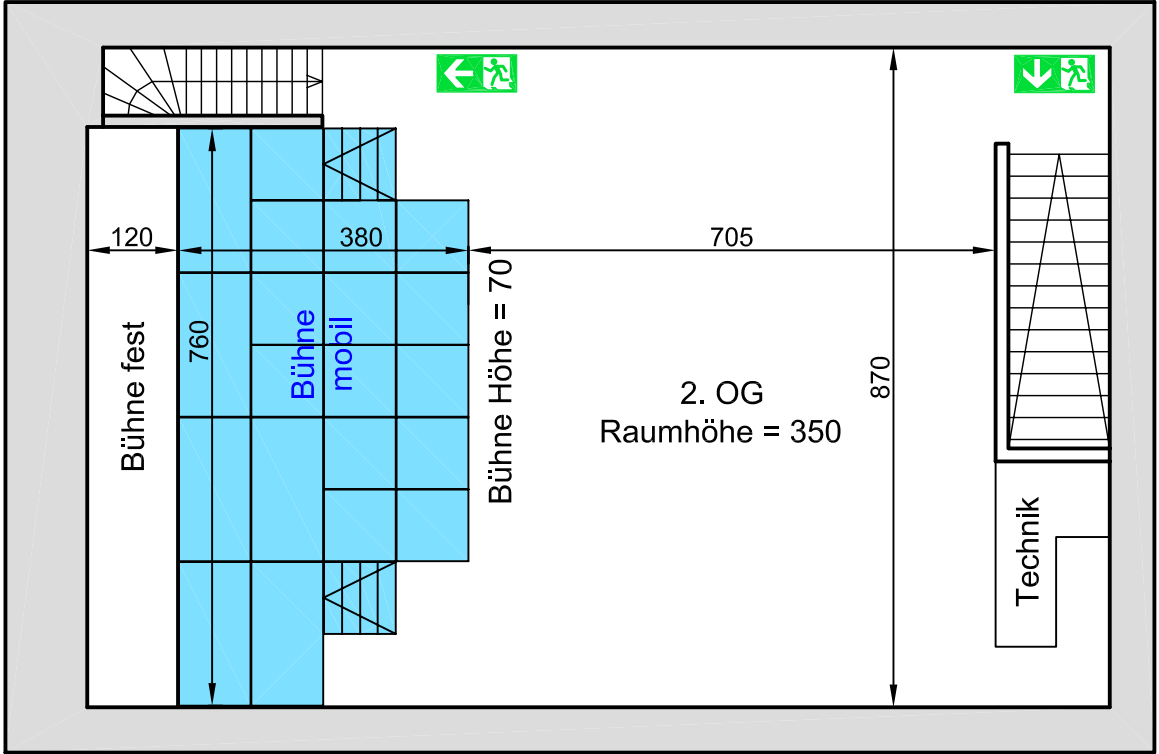 120
380
705
760
870
Bühne fest
Bühne
mobil
Bühne Höhe = 70
2. OG
Raumhöhe = 350
Technik